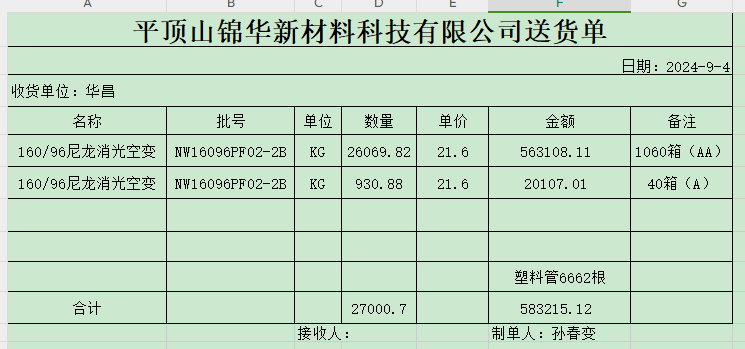 A B C D E F G
平顶山锦华新材料科技有限公司送货单
日期：2024-9-4
收货单位：华昌
名称 批号 单位 数量 单价 金额 备注
160/96尼龙消光空变 NW16096PF02-2B KG 26069.82 21.6 563108.11 1060箱（AA）
160/96尼龙消光空变 NW16096PF02-2B KG 930.88 21.6 20107.01 40箱（A）
塑料管6662根
合计 27000.7 583215.12
接收人： 制单人：孙春变